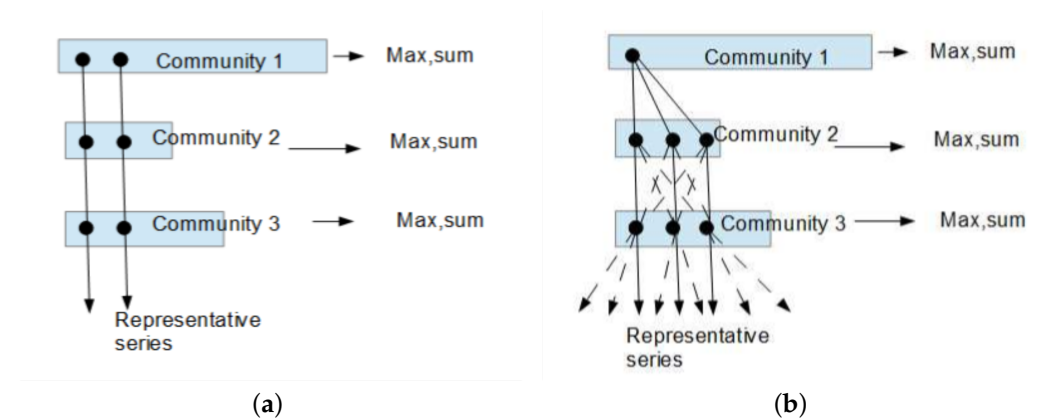 Community 1
Max,sum
Community 2
Max,sum
Community 3
Max,sum
Representative
series
(a)
Community 1
Max,sum
Community 2
Max,sum
Community 3
Max,sum
Representative
series
(b)